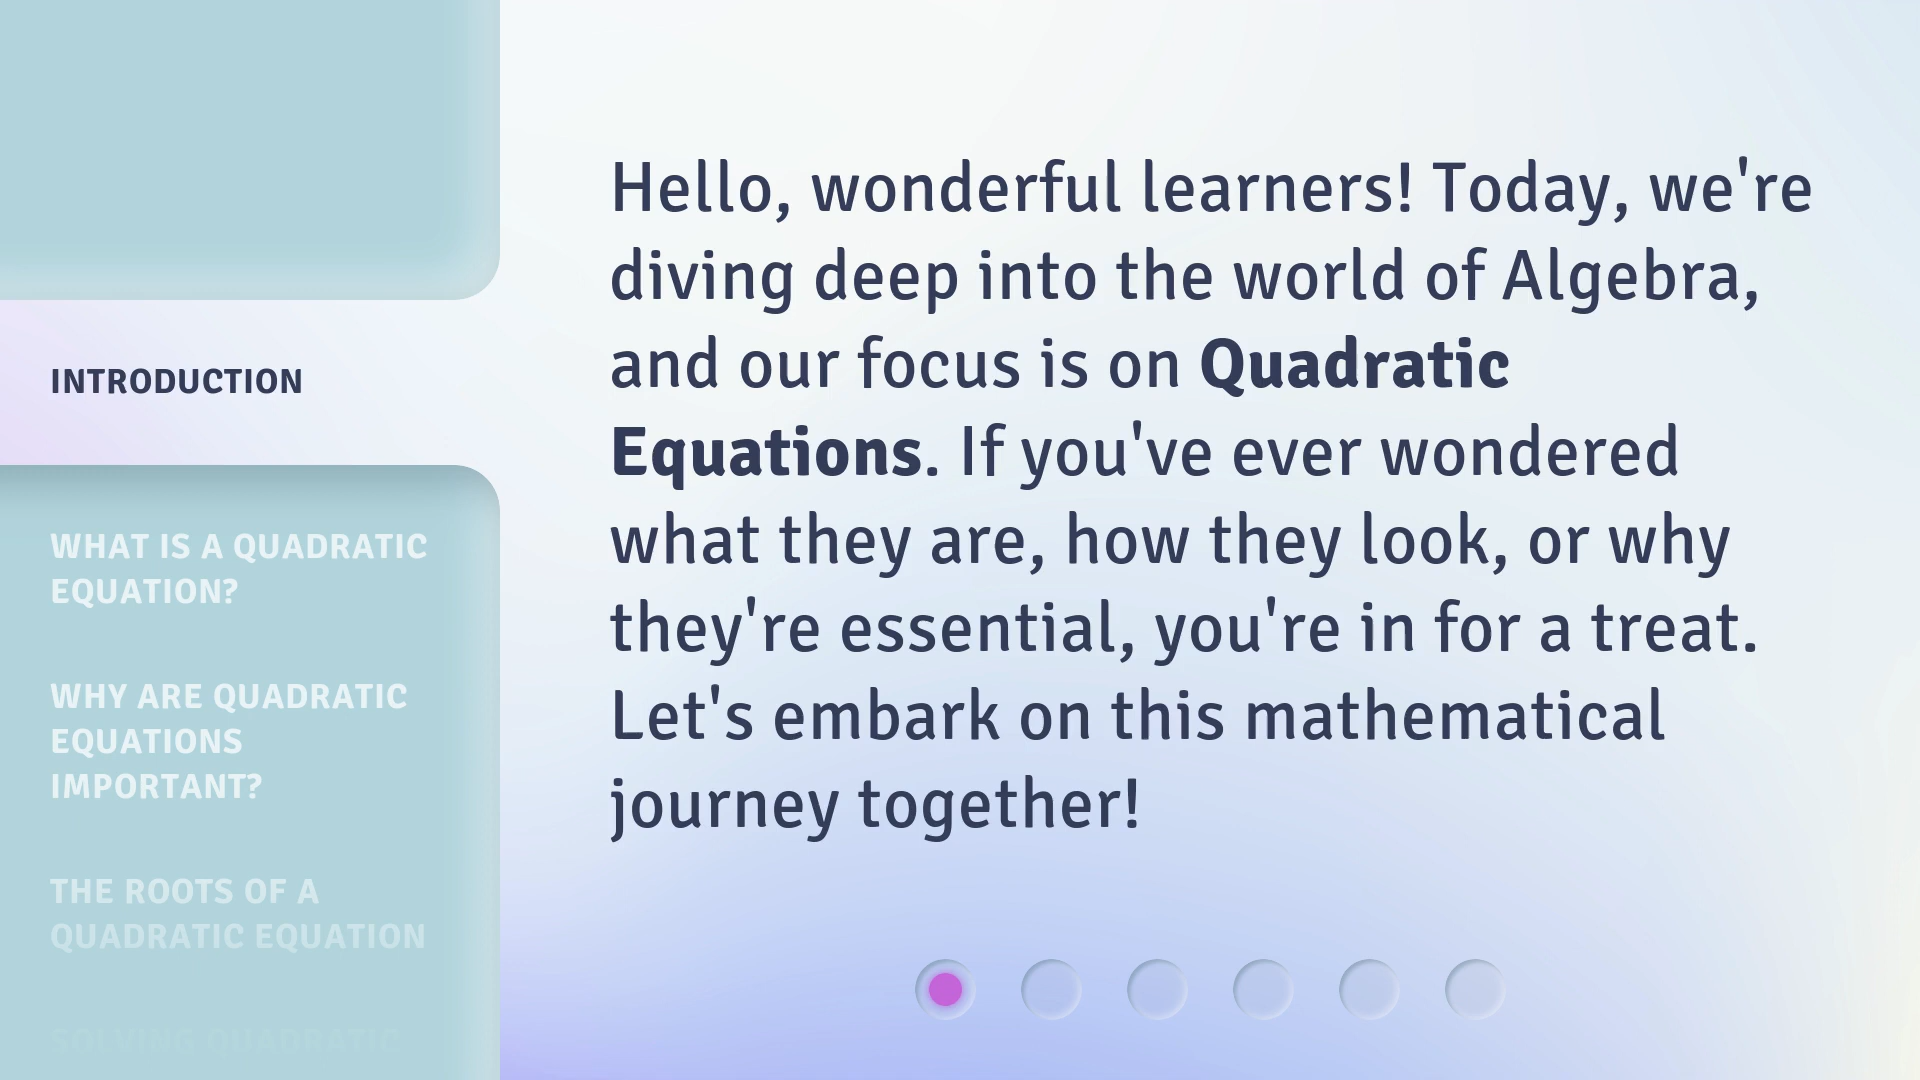 INTRODUCTION
WHAT IS A QUADRATIC
EQUATION?
WHY ARE QUADRATIC
EQUATIONS
IMPORTANT?
THE ROOTS OF A
QUADRATIC EQUATION
SOLVING QUADRATIC
Hello, wonderful learners! Today, we're
diving deep into the world of Algebra,
and our focus is on Quadratic
Equations. If you've ever wondered
what they are, how they look, or why
they're essential, you're in for a treat.
Let's embark on this mathematical
journey together!